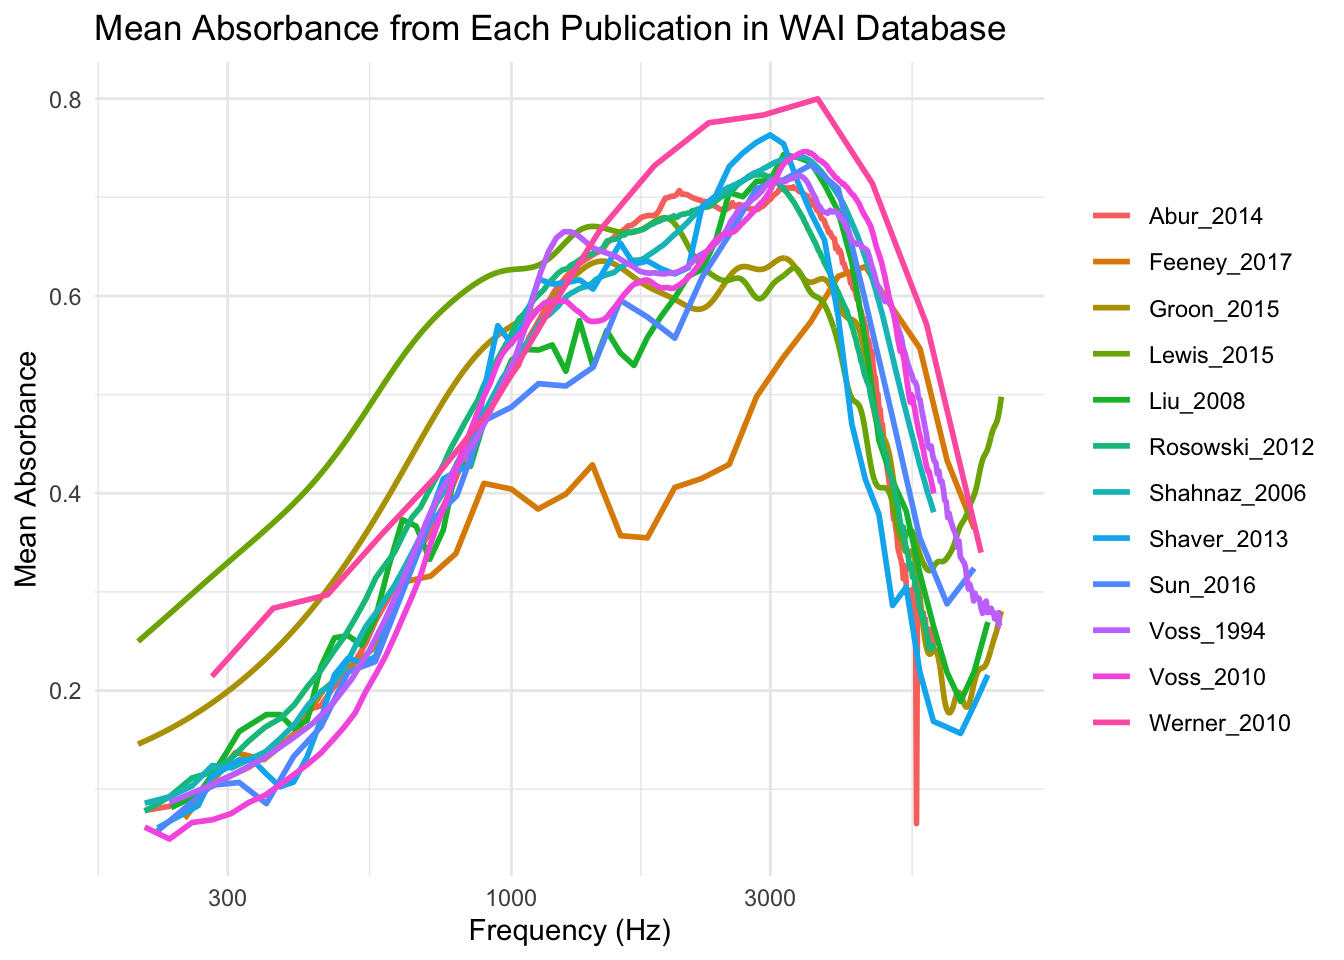 Mean Absorbance from Each Publication in WAI Database
0.8
0.6
0.4
0.2
Mean Absorbance
300
1000
3000
Frequency (Hz)
Abur_2014
Feeney_2017
Groon_2015
Lewis_2015
Liu_2008
Rosowski_2012
Shahnaz_2006
Shaver_2013
Sun_2016
Voss_1994
Voss_2010
Werner_2010